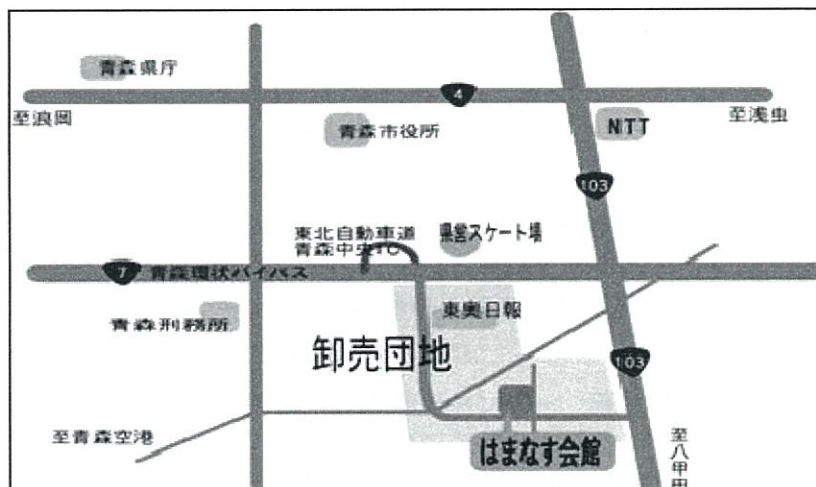 青森県庁
4
至浪岡
青森市役所
NTT
至浅虫
103
東北自動車道
青森中央IC
県営スケート場
7
青森環状バイパス
青森刑務所
東奥日報
卸売団地
103
至青森空港
はまなす会館
至八甲田